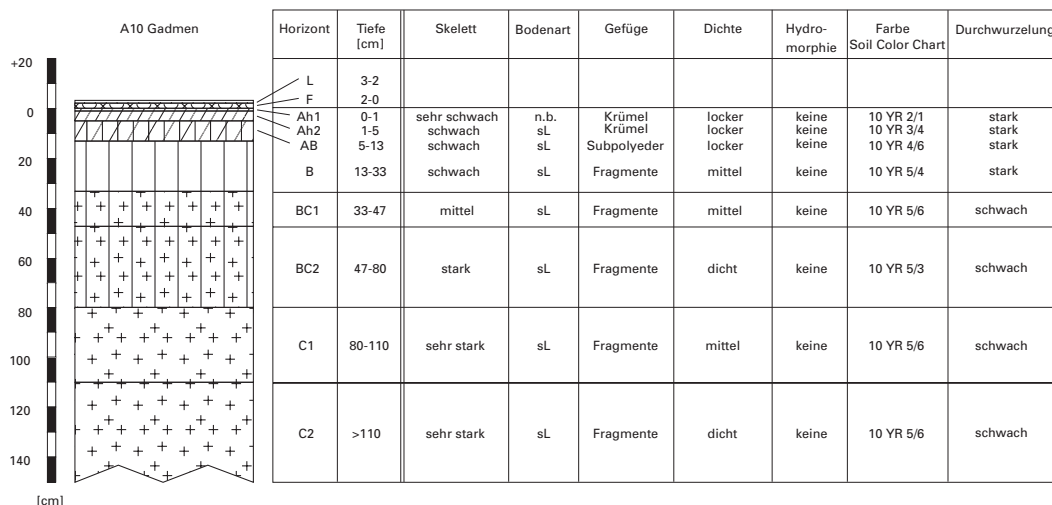 A10 Gadmen
Horizont Tiefe [cm] Skelett Bodenart Gefüge Dichte Hydro-morphie Farbe Soil Color Chart Durchwurzelung
+20
0
20
40
60
80
100
120
140
[cm]
L 3-2
F 2-0
Ah1 0-1 sehr schwach n.b. Krümel locker keine 10 YR 2/1 stark
Ah2 1-5 schwach sL Krümel locker keine 10 YR 3/4 stark
AB 5-13 schwach sL Subpolyeder locker keine 10 YR 4/6 stark
B 13-33 schwach sL Fragmente mittel keine 10 YR 5/4 stark
BC1 33-47 mittel sL Fragmente mittel keine 10 YR 5/6 schwach
BC2 47-80 stark sL Fragmente dicht keine 10 YR 5/3 schwach
C1 80-110 sehr stark sL Fragmente mittel keine 10 YR 5/6 schwach
C2 >110 sehr stark sL Fragmente dicht keine 10 YR 5/6 schwach